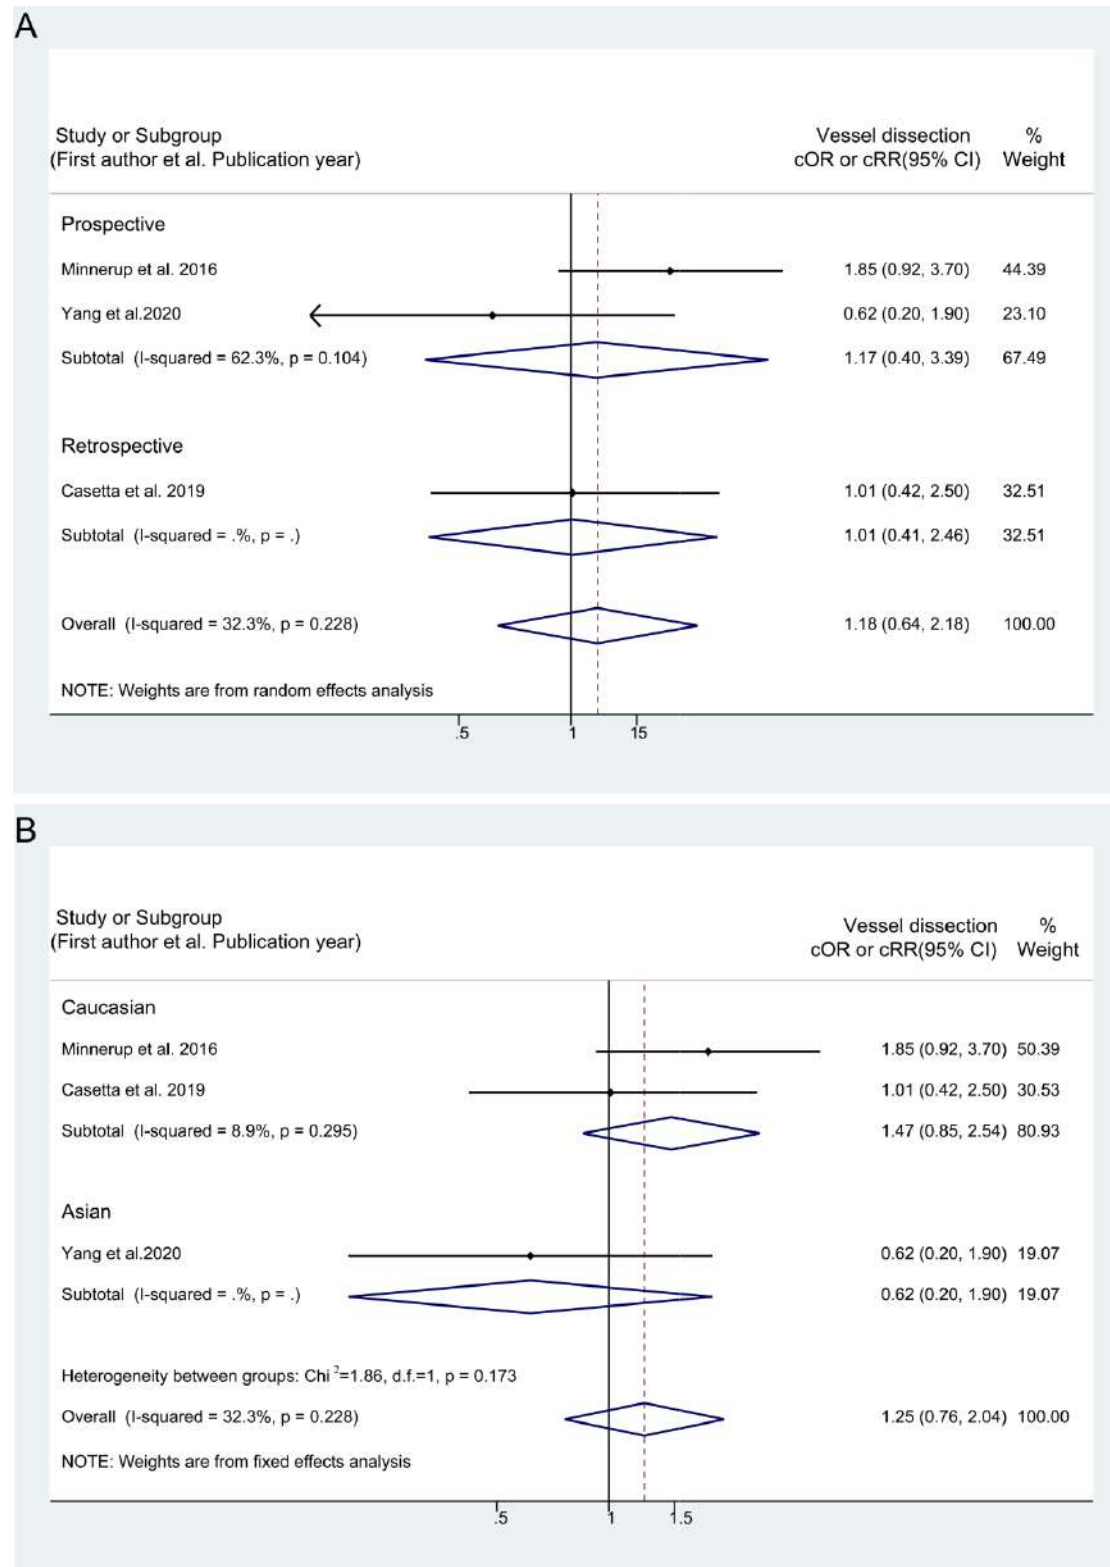 A
Study or Subgroup
(First author et al. Publication year)
Vessel dissection %
cOR or cRR(95% CI) Weight
Prospective
Minnerup et al. 2016 1.85 (0.92, 3.70) 44.39
Yang et al.2020 0.62 (0.20, 1.90) 23.10
Subtotal (I-squared = 62.3%, p = 0.104) 1.17 (0.40, 3.39) 67.49
Retrospective
Casetta et al. 2019 1.01 (0.42, 2.50) 32.51
Subtotal (I-squared = .%, p = .) 1.01 (0.41, 2.46) 32.51
Overall (I-squared = 32.3%, p = 0.228) 1.18 (0.64, 2.18) 100.00
NOTE: Weights are from random effects analysis
.5 1 15
B
Study or Subgroup
(First author et al. Publication year)
Vessel dissection %
cOR or cRR(95% CI) Weight
Caucasian
Minnerup et al. 2016 1.85 (0.92, 3.70) 50.39
Casetta et al. 2019 1.01 (0.42, 2.50) 30.53
Subtotal (I-squared = 8.9%, p = 0.295) 1.47 (0.85, 2.54) 80.93
Asian
Yang et al.2020 0.62 (0.20, 1.90) 19.07
Subtotal (I-squared = .%, p = .) 0.62 (0.20, 1.90) 19.07
Heterogeneity between groups: Chi ²=1.86, d.f.=1, p = 0.173
Overall (I-squared = 32.3%, p = 0.228) 1.25 (0.76, 2.04) 100.00
NOTE: Weights are from fixed effects analysis
.5 1 1.5